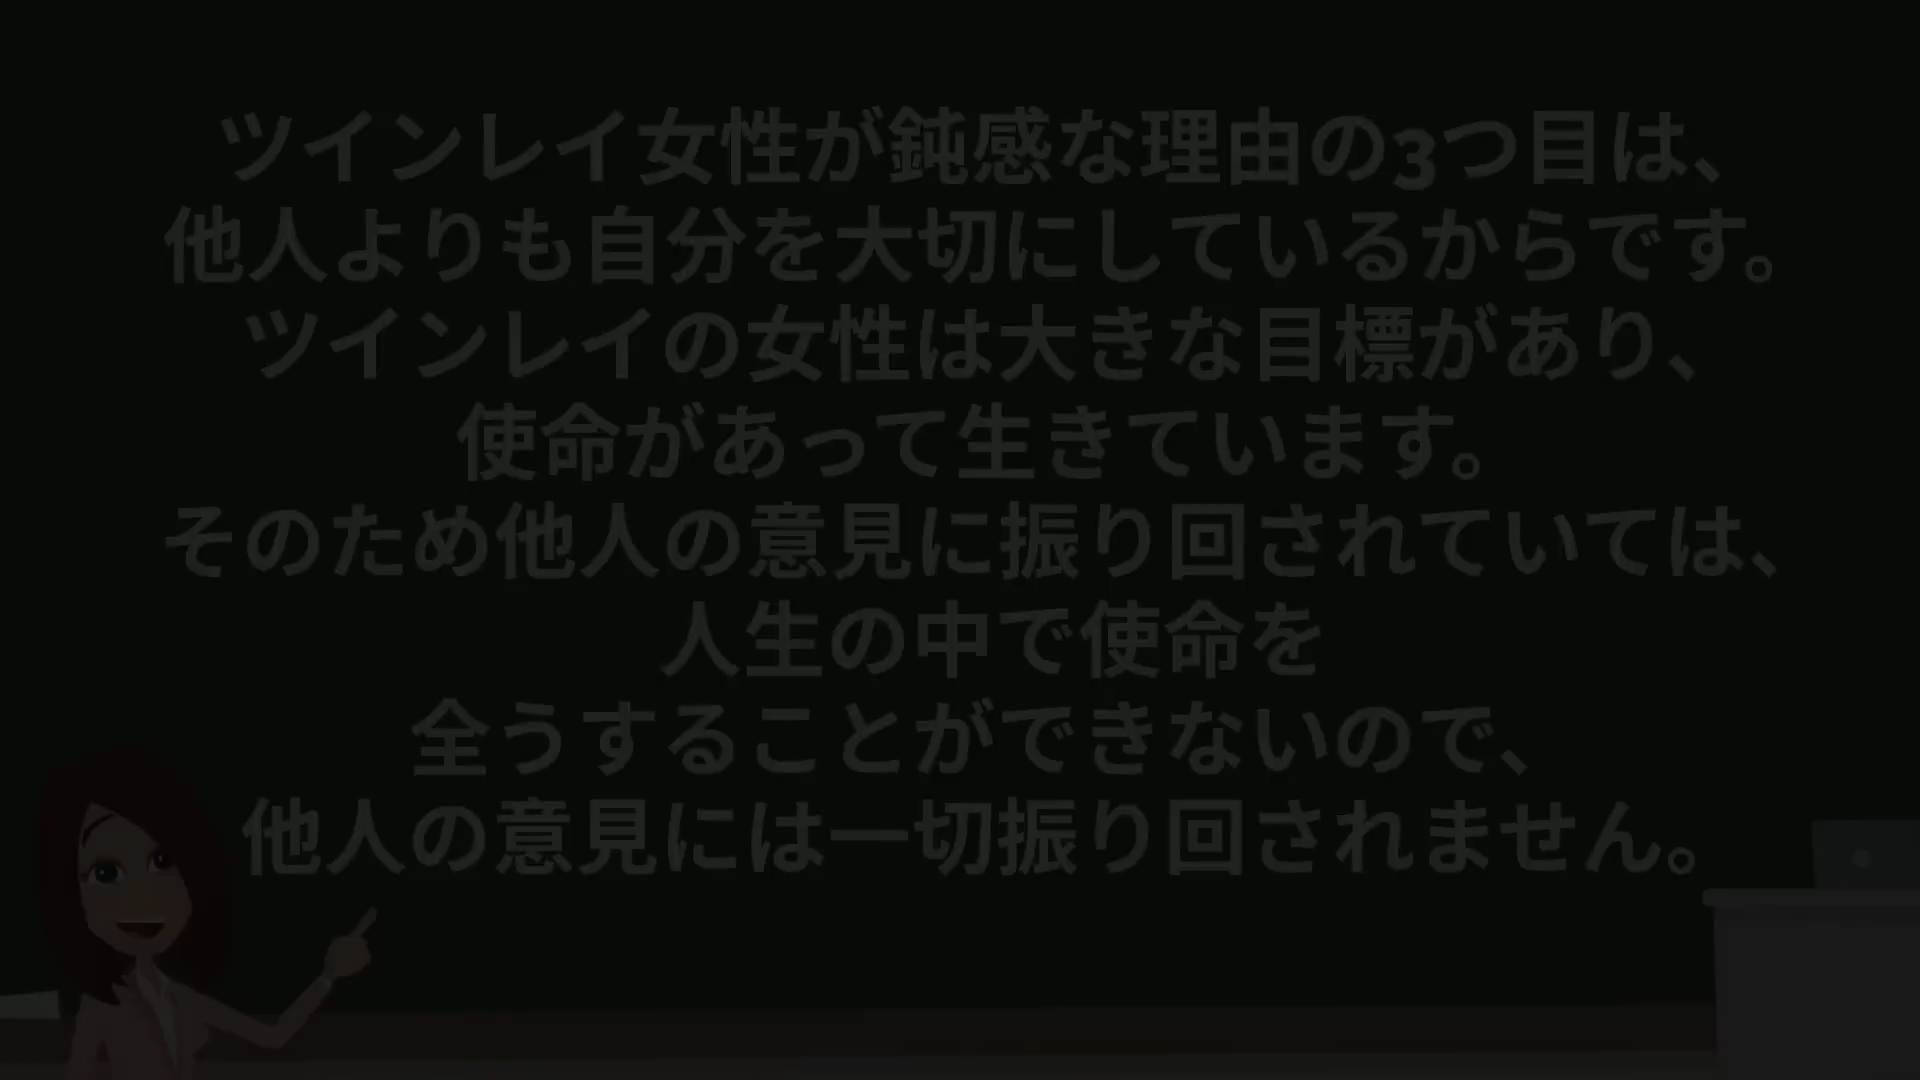 ツインレイ女性が鈍感な理由の3つ目は、
他人よりも自分を大切にしているからです。
ツインレイの女性は大きな目標があり、
使命があって生きています。
そのため他人の意見に振り回されていては、
人生の中で使命を
全うすることができないので、
他人の意見には一切振り回されません。